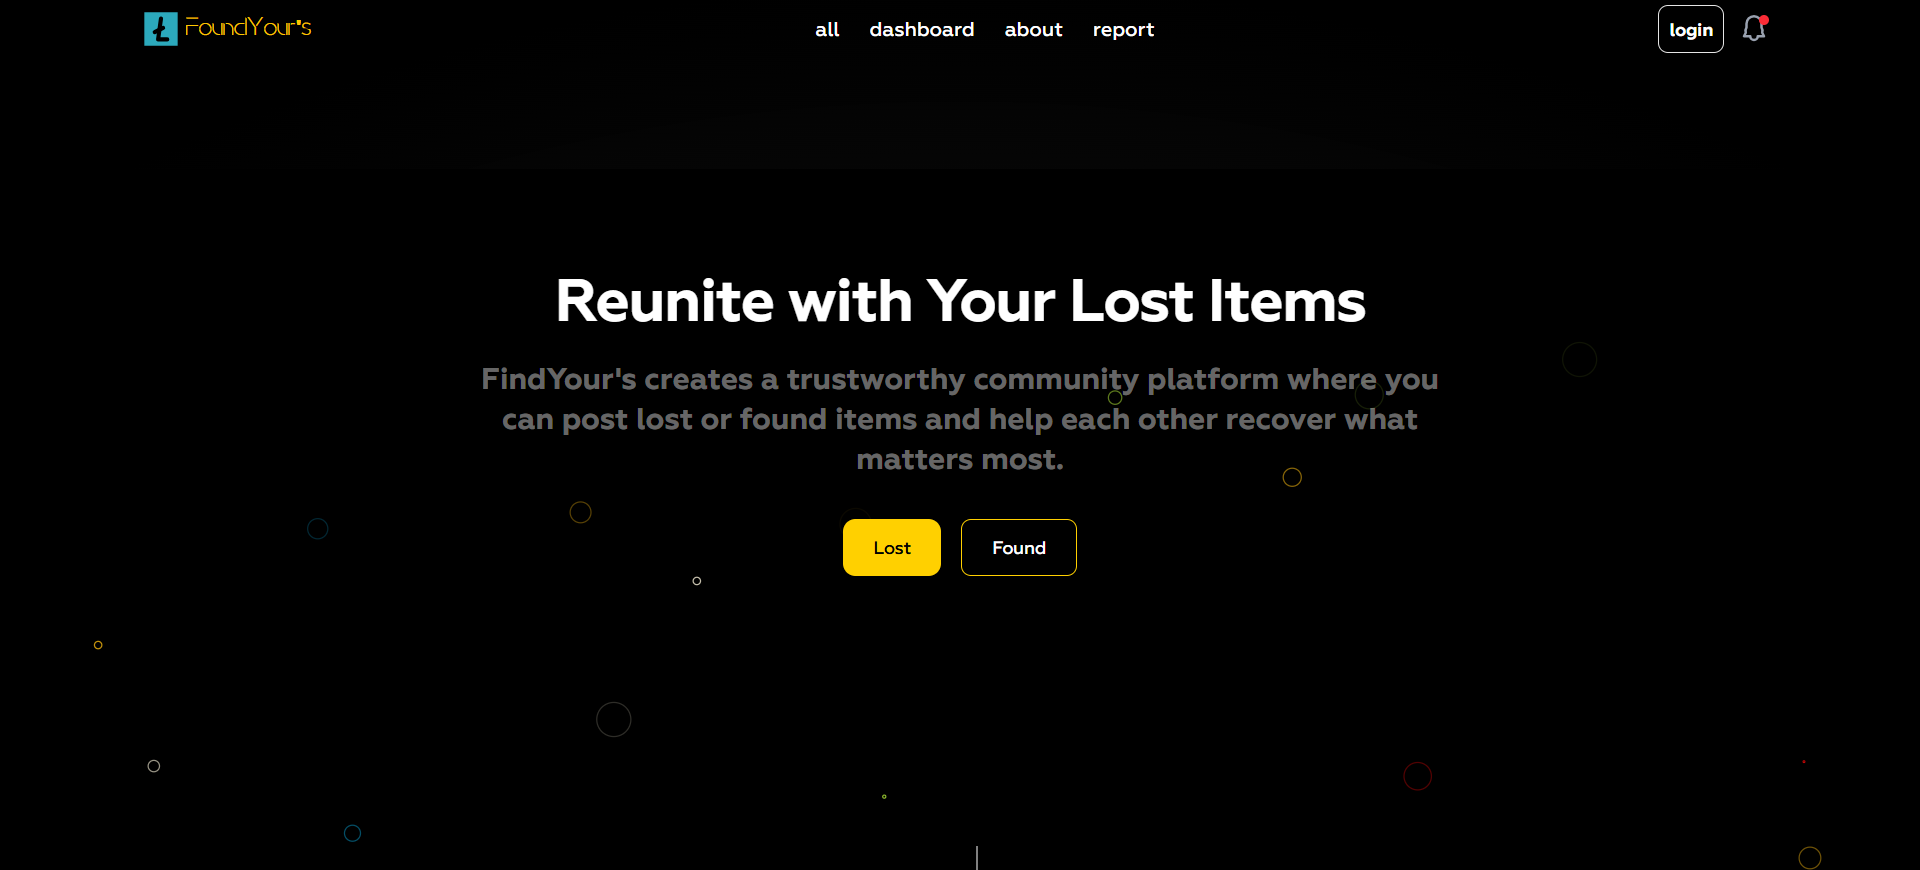 FoundYour's
all
dashboard
about
report
login
Reunite with Your Lost Items
FindYour's creates a trustworthy community platform where you
can post lost or found items and help each other recover what
matters most.
Lost
Found